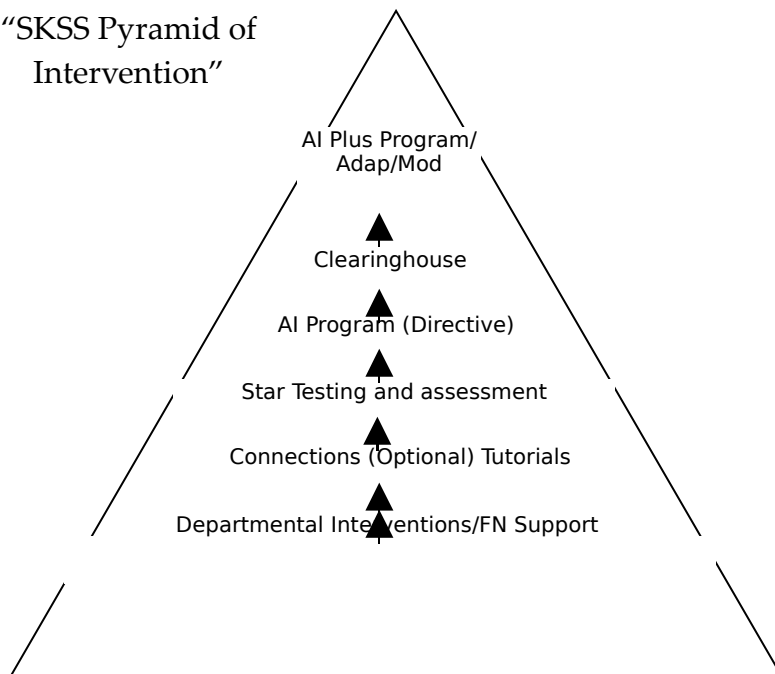 “SKSS Pyramid of
Intervention”
AI Plus Program/
Adap/Mod
Clearinghouse
AI Program (Directive)
Star Testing and assessment
Connections (Optional) Tutorials
Departmental Interventions/FN Support